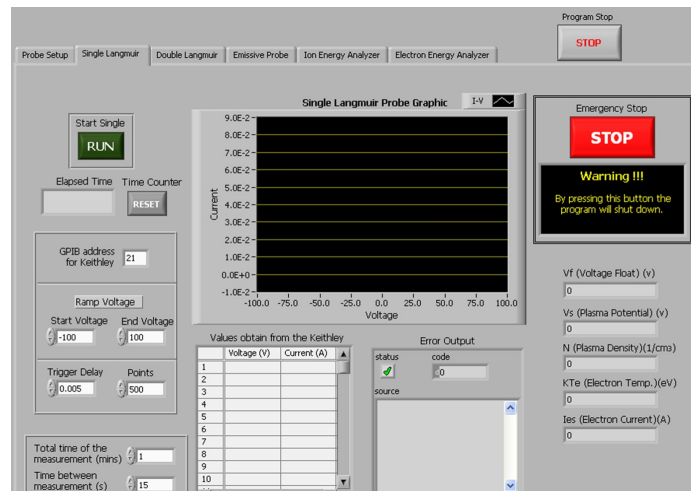 Program Stop
STOP
Probe Setup
Single Langmuir
Double Langmuir
Emissive Probe
Ion Energy Analyzer
Electron Energy Analyzer
Start Single
RUN
Elapsed Time
Time Counter
RESET
GPIB address
for Keithley
21
Ramp Voltage
Start Voltage
End Voltage
-100
100
Trigger Delay
Points
0.005
500
Total time of the
measurement (mins)
1
Time between
measurement (s)
15
Single Langmuir Probe Graphic
I-V
Current
9.0E-2
8.0E-2
7.0E-2
6.0E-2
5.0E-2
4.0E-2
3.0E-2
2.0E-2
1.0E-2
0.0E+0
-1.0E-2
-100.0
-75.0
-50.0
-25.0
0.0
25.0
50.0
75.0
100.0
Voltage
Values obtain from the Keithley
Voltage (V)
Current (A)
1
2
3
4
5
6
7
8
9
10
Error Output
status
code
0
source
Emergency Stop
STOP
Warning !!!
By pressing this button the
program will shut down.
Vf (Voltage Float) (v)
0
Vs (Plasma Potential) (v)
0
N (Plasma Density)(1/cm3)
0
KTe (Electron Temp.)(eV)
0
Ies (Electron Current)(A)
0